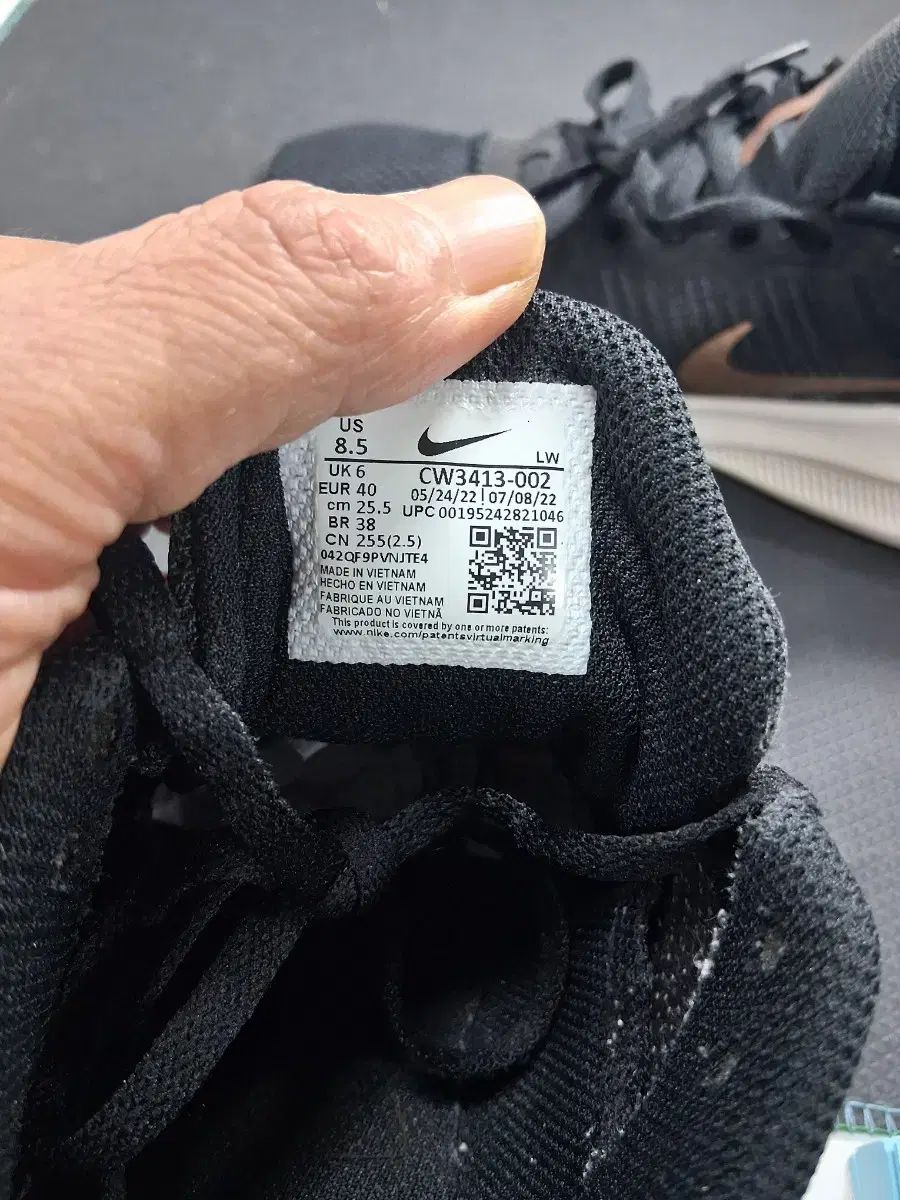 US
8.5
LW
UK 6
CW3413-002
EUR 40
05/24/22 | 07/08/22
cm 25.5
UPC 00195242821046
BR 38
CN 255(2.5)
042QF9PVNJTE4
MADE IN VIETNAM
HECHO EN VIETNAM
FABRIQUE AU VIETNAM
FABRICADO NO VIETNÃ
This product is covered by one or more patents:
www.nike.com/patentsvirtualmarking